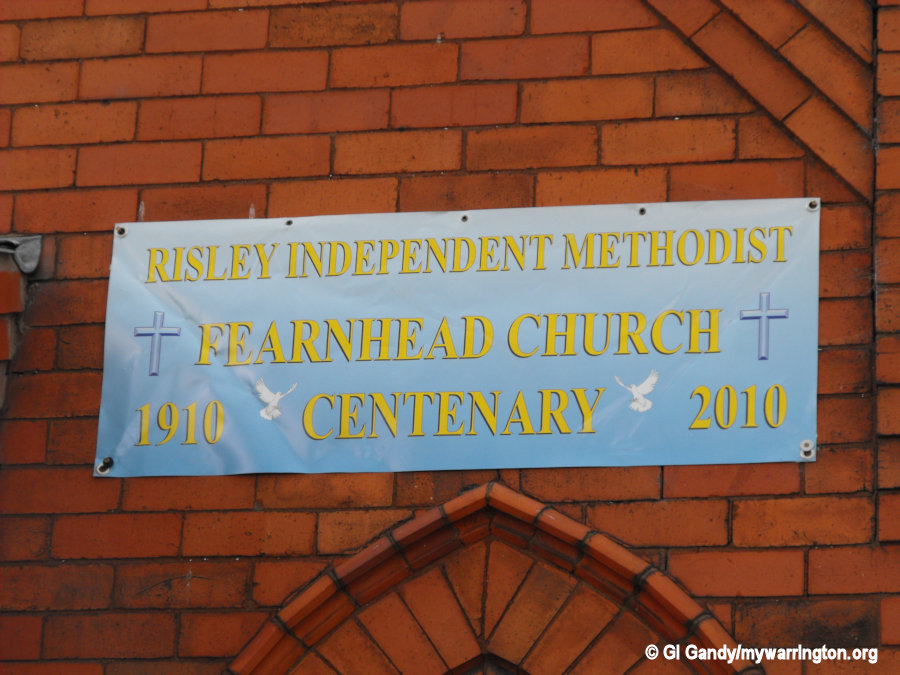 RISLEY INDEPENDENT METHODIST
FEARNHEAD CHURCH
1910 CENTENARY 2010
© GI Gandy/mywarrington.org